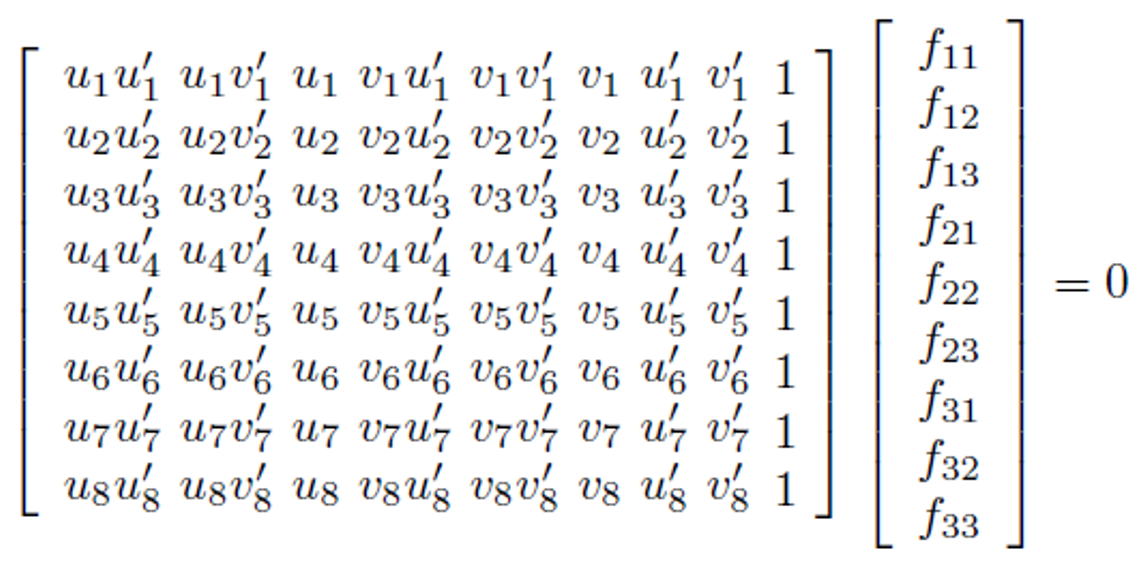 u₁u′₁ u₁v′₁ u₁ v₁u′₁ v₁v′₁ v₁ u′₁ v′₁ 1
u₂u′₂ u₂v′₂ u₂ v₂u′₂ v₂v′₂ v₂ u′₂ v′₂ 1
u₃u′₃ u₃v′₃ u₃ v₃u′₃ v₃v′₃ v₃ u′₃ v′₃ 1
u₄u′₄ u₄v′₄ u₄ v₄u′₄ v₄v′₄ v₄ u′₄ v′₄ 1
u₅u′₅ u₅v′₅ u₅ v₅u′₅ v₅v′₅ v₅ u′₅ v′₅ 1
u₆u′₆ u₆v′₆ u₆ v₆u′₆ v₆v′₆ v₆ u′₆ v′₆ 1
u₇u′₇ u₇v′₇ u₇ v₇u′₇ v₇v′₇ v₇ u′₇ v′₇ 1
u₈u′₈ u₈v′₈ u₈ v₈u′₈ v₈v′₈ v₈ u′₈ v′₈ 1
f₁₁
f₁₂
f₁₃
f₂₁
f₂₂
f₂₃
f₃₁
f₃₂
f₃₃
= 0